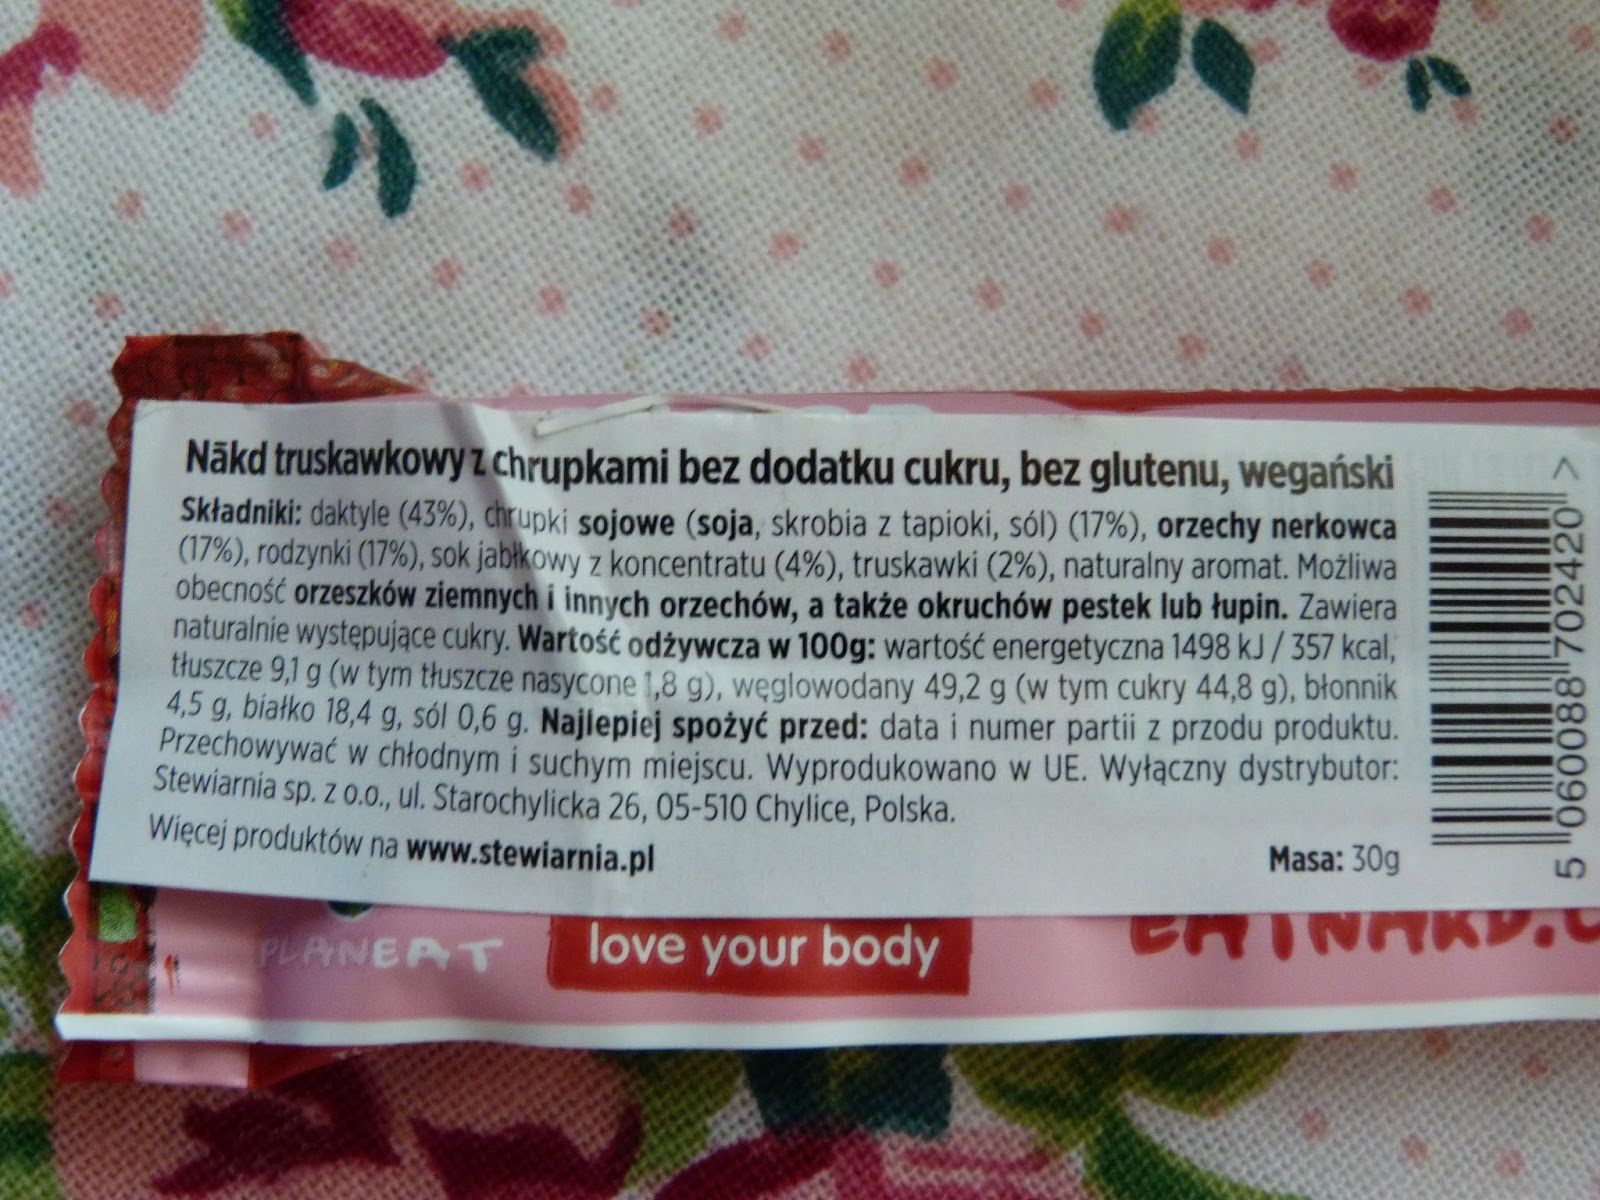 Nākd truskawkowy z chrupkami bez dodatku cukru, bez glutenu, wegański
Składniki: daktyle (43%), chrupki sojowe (soja, skrobia z tapioki, sól) (17%), orzechy nerkowca
(17%), rodzynki (17%), sok jabłkowy z koncentratu (4%), truskawki (2%), naturalny aromat. Możliwa
obecność orzeszków ziemnych i innych orzechów, a także okruchów pestek lub łupin. Zawiera
naturalnie występujące cukry. Wartość odżywcza w 100g: wartość energetyczna 1498 kJ / 357 kcal,
tłuszcze 9,1 g (w tym tłuszcze nasycone 1,8 g), węglowodany 49,2 g (w tym cukry 44,8 g), błonnik
4,5 g, białko 18,4 g, sól 0,6 g. Najlepiej spożyć przed: data i numer partii z przodu produktu.
Przechowywać w chłodnym i suchym miejscu. Wyprodukowano w UE. Wyłączny dystrybutor:
Stewiarnia sp. z o.o., ul. Starochylicka 26, 05-510 Chylice, Polska.
Więcej produktów na www.stewiarnia.pl
Masa: 30g
5 060088 702420 >
PLANEAT
love your body
EATNAKD.C